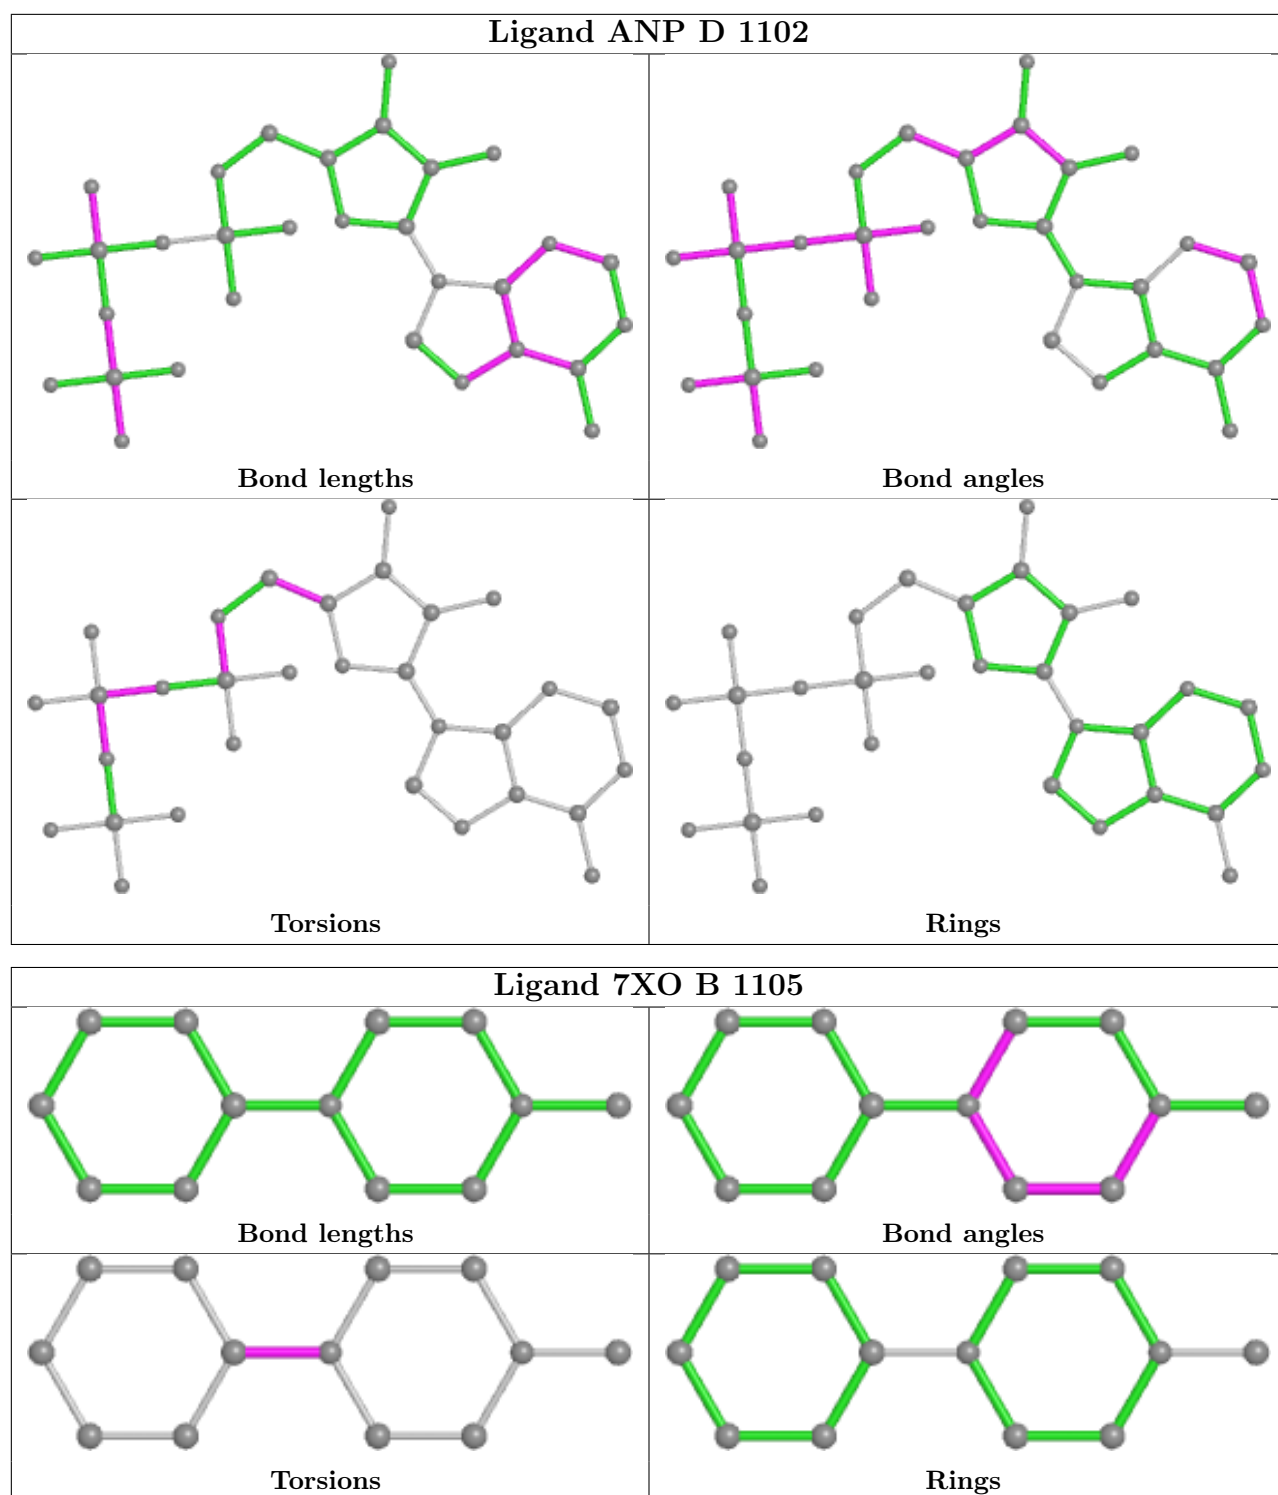 Ligand ANP D 1102
Bond lengths
Bond angles
Torsions
Rings
Ligand 7XO B 1105
Bond lengths
Bond angles
Torsions
Rings